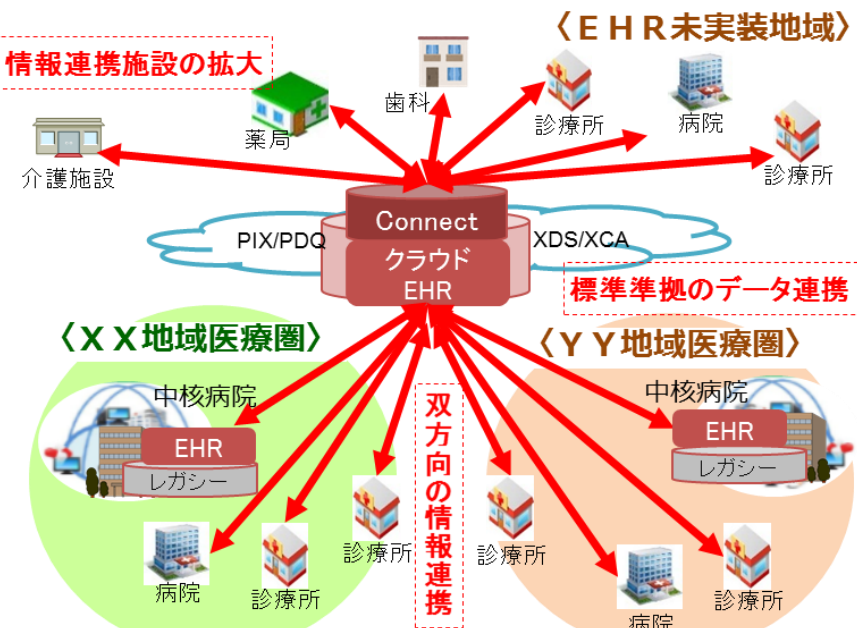 〈ＥＨＲ未実装地域〉
情報連携施設の拡大
歯科
薬局
診療所
病院
介護施設
診療所
Connect
PIX/PDQ
XDS/XCA
クラウド
EHR
標準準拠のデータ連携
〈ＸＸ地域医療圏〉
〈ＹＹ地域医療圏〉
中核病院
EHR
レガシー
双方向の情報連携
中核病院
EHR
レガシー
診療所
診療所
病院
診療所
診療所
病院